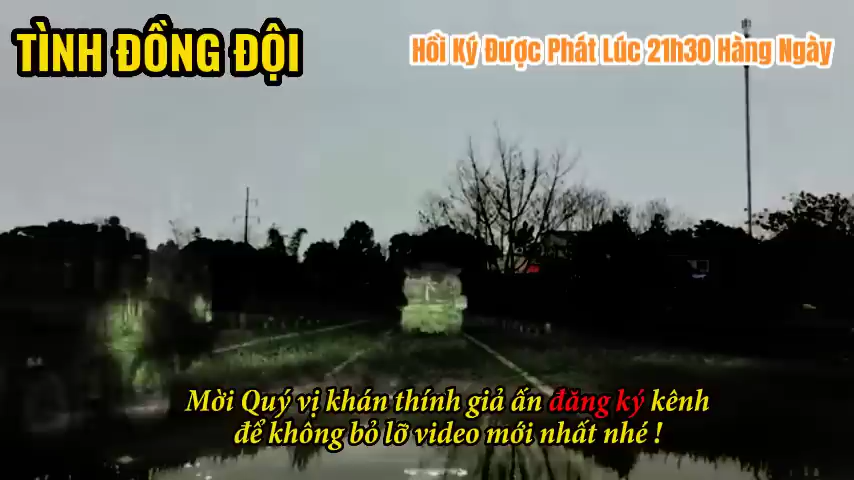 TÌNH ĐỒNG ĐỘI
Hồi Ký Được Phát Lúc 21h30 Hàng Ngày
Mời Quý vị khán thính giả ấn đăng ký kênh
để không bỏ lỡ video mới nhất nhé !